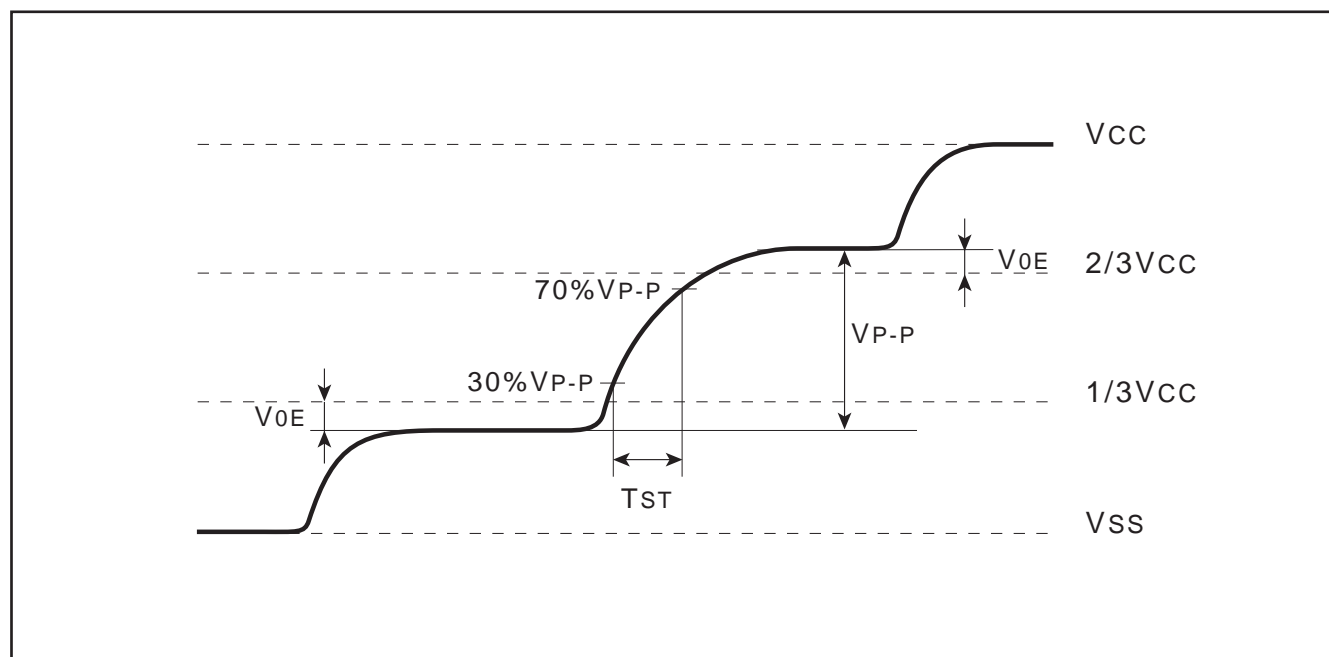 VCC
V0E
2/3VCC
70%VP-P
VP-P
30%VP-P
1/3VCC
V0E
TST
VSS